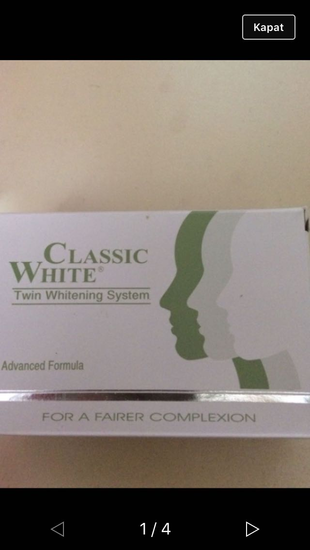 Kapat
CLASSIC
WHITE®
Twin Whitening System
Advanced Formula
FOR A FAIRER COMPLEXION
1 / 4